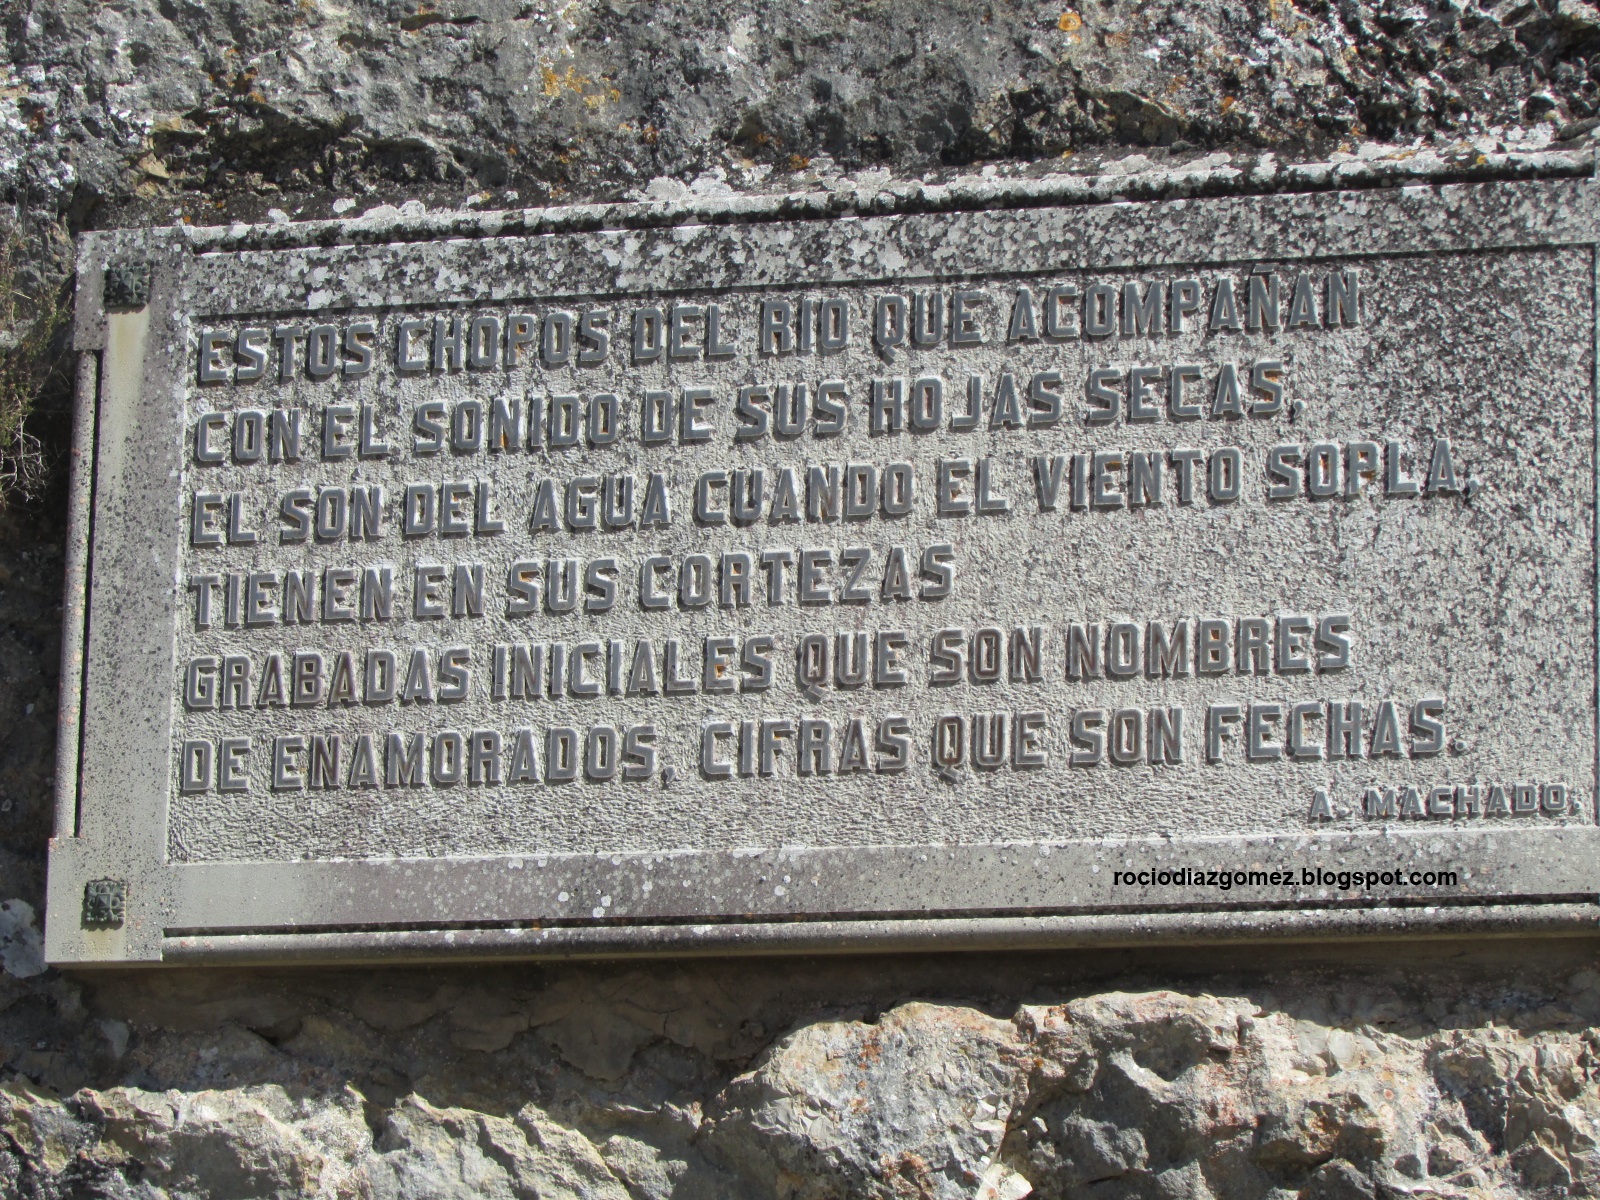 ESTOS CHOPOS DEL RIO QUE ACOMPAÑAN
CON EL SONIDO DE SUS HOJAS SECAS,
EL SON DEL AGUA CUANDO EL VIENTO SOPLA,
TIENEN EN SUS CORTEZAS
GRABADAS INICIALES QUE SON NOMBRES
DE ENAMORADOS, CIFRAS QUE SON FECHAS.
A. MACHADO.
rociodiazgomez.blogspot.com